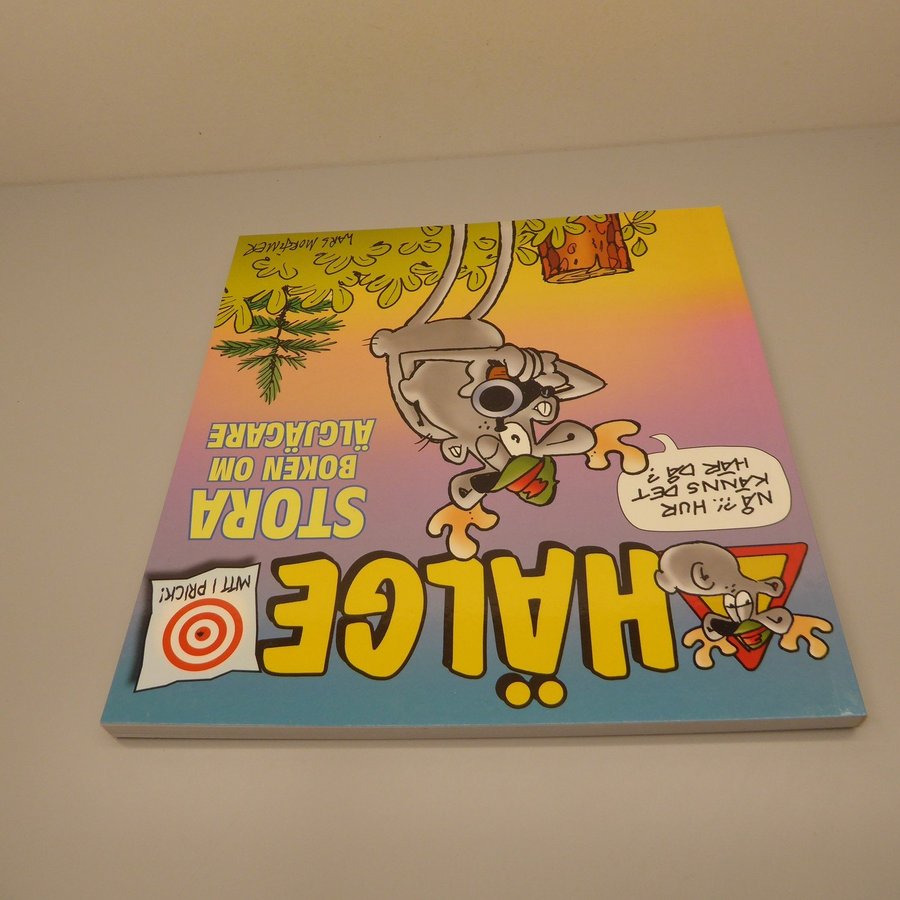 HÄLGE
MITT I PRICK!
NÅ?!. HUR
KÄNNS DET
HÄR DÅ?
STORA
BOKEN OM
ÄLGJÄGARE
LARS MORTIMER